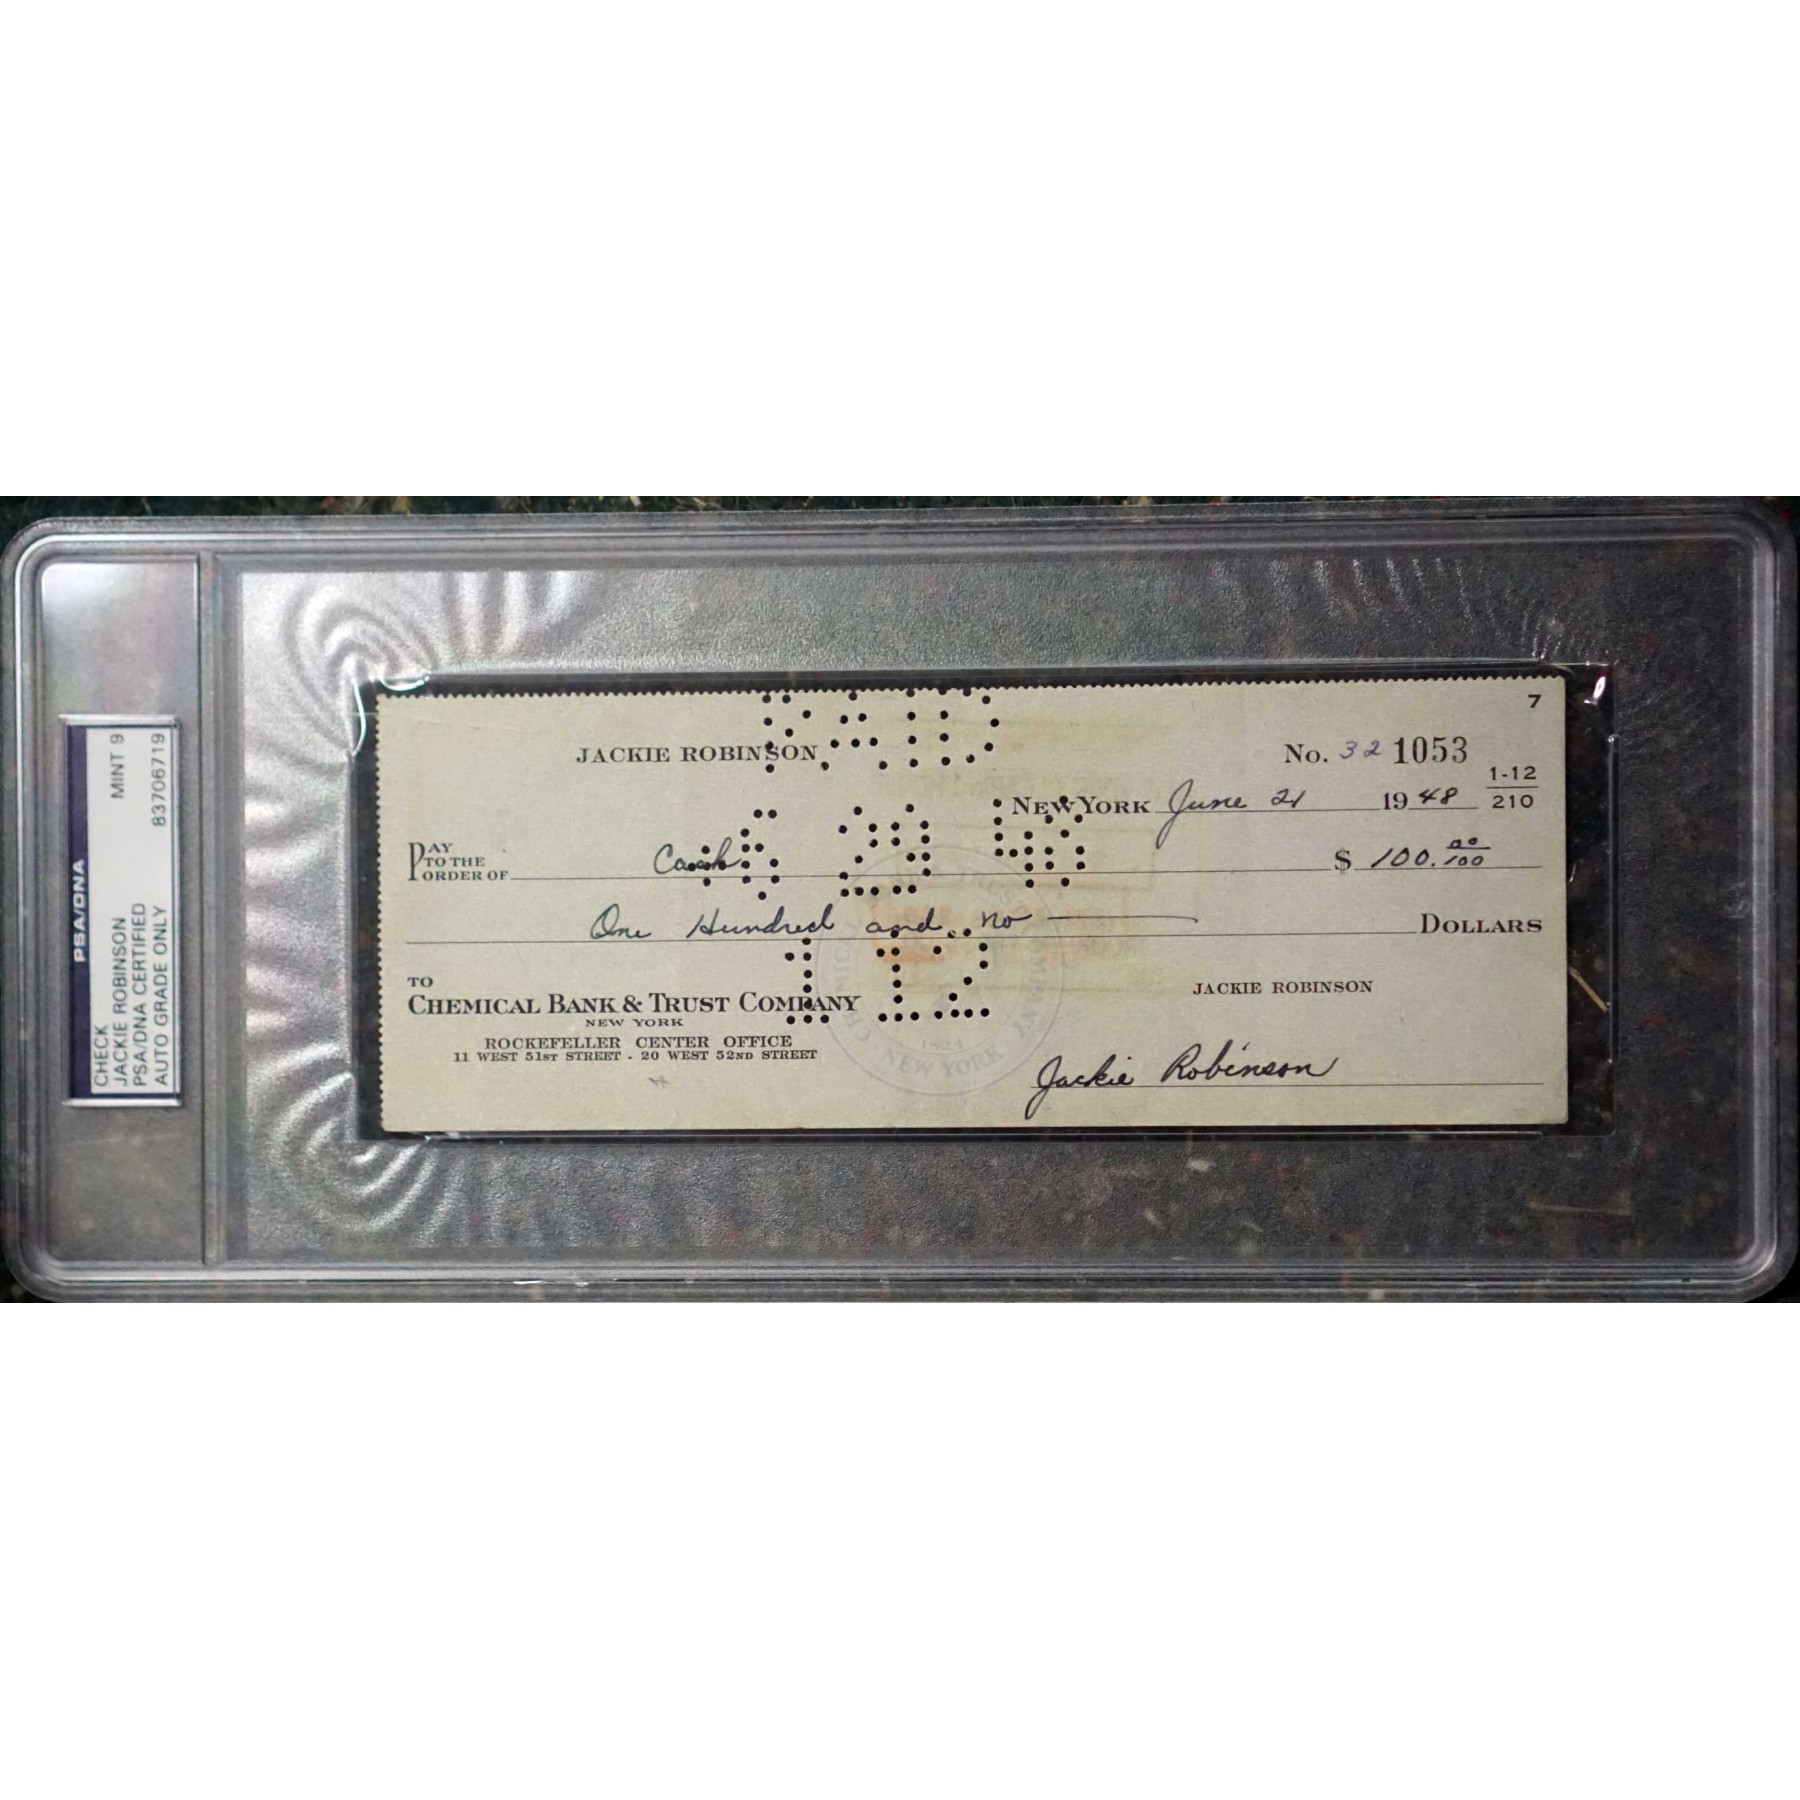 PSA/DNA
CHECK MINT 9
JACKIE ROBINSON
PSA/DNA CERTIFIED
AUTO GRADE ONLY 83706719
7
PAID
JACKIE ROBINSON
No. 32 1053
1-12
210
NEW YORK June 21 1948
PAY TO THE ORDER OF Cash $ 100.00/100
One Hundred and no DOLLARS
TO
CHEMICAL BANK & TRUST COMPANY
NEW YORK
ROCKEFELLER CENTER OFFICE
11 WEST 51ST STREET - 20 WEST 52ND STREET
JACKIE ROBINSON
Jackie Robinson
NEW YORK